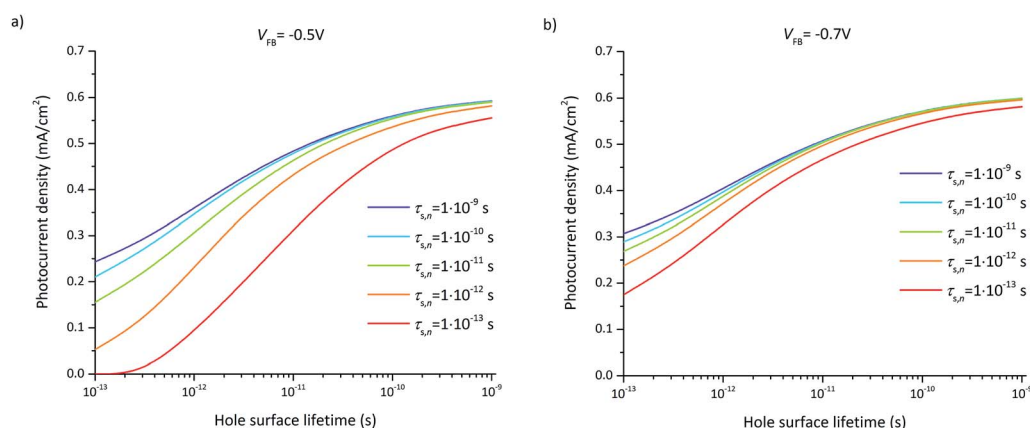 a)
V_FB= -0.5V
0.7
0.6
0.5
0.4
0.3
0.2
0.1
0.0
Photocurrent density (mA/cm²)
τ_s,n=1·10⁻⁹ s
τ_s,n=1·10⁻¹⁰ s
τ_s,n=1·10⁻¹¹ s
τ_s,n=1·10⁻¹² s
τ_s,n=1·10⁻¹³ s
10⁻¹³ 10⁻¹² 10⁻¹¹ 10⁻¹⁰ 10⁻⁹
Hole surface lifetime (s)
b)
V_FB= -0.7V
0.7
0.6
0.5
0.4
0.3
0.2
0.1
0.0
Photocurrent density (mA/cm²)
τ_s,n=1·10⁻⁹ s
τ_s,n=1·10⁻¹⁰ s
τ_s,n=1·10⁻¹¹ s
τ_s,n=1·10⁻¹² s
τ_s,n=1·10⁻¹³ s
10⁻¹³ 10⁻¹² 10⁻¹¹ 10⁻¹⁰ 10⁻⁹
Hole surface lifetime (s)